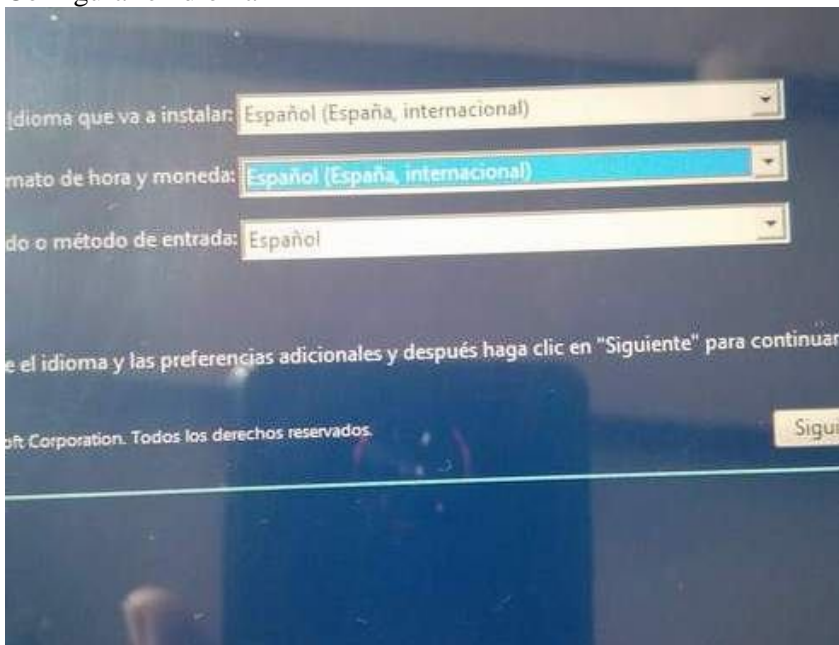 Idioma que va a instalar: Español (España, internacional)
mato de hora y moneda: Español (España, internacional)
do o método de entrada: Español
e el idioma y las preferencias adicionales y después haga clic en "Siguiente" para continuar
oft Corporation. Todos los derechos reservados.
Sigui